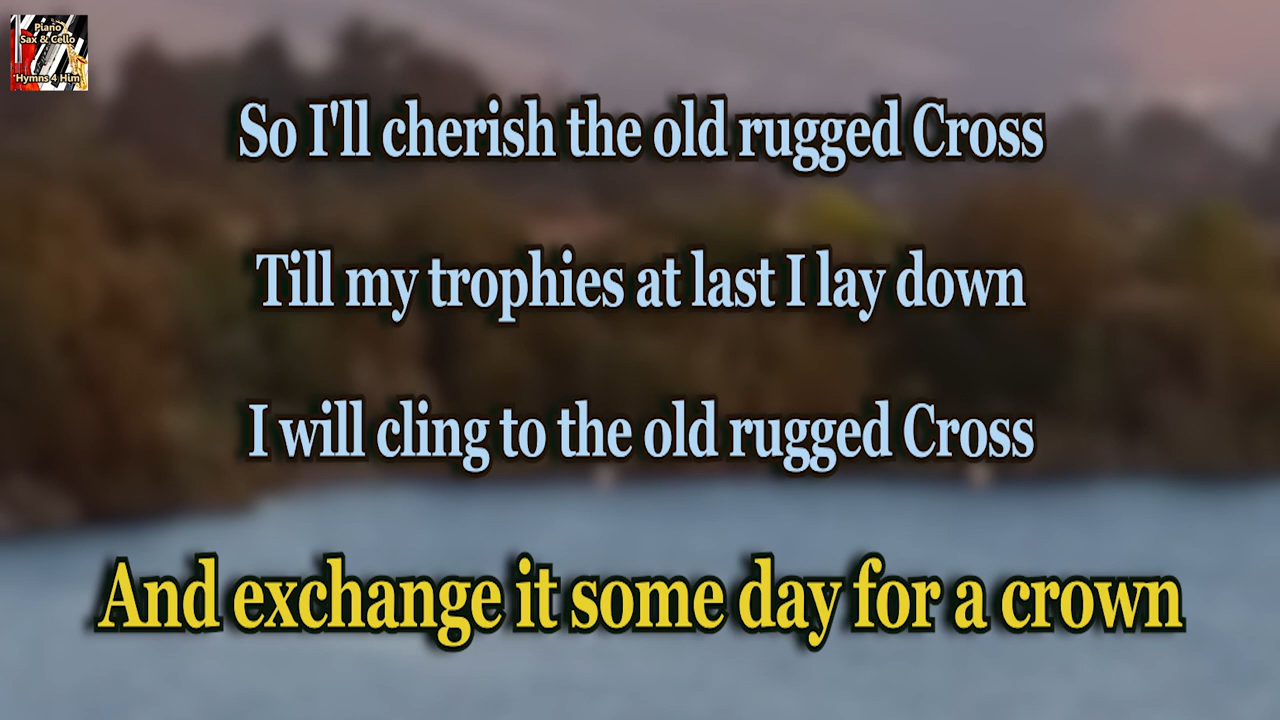 Piano
Sax & Cello
Hymns 4 Him
So I'll cherish the old rugged Cross
Till my trophies at last I lay down
I will cling to the old rugged Cross
And exchange it some day for a crown